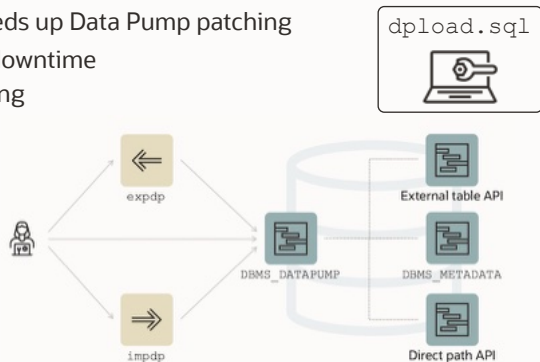 eds up Data Pump patching
owntime
ng
dpload.sql
expdp
External table API
DBMS_DATAPUMP
DBMS_METADATA
impdp
Direct path API